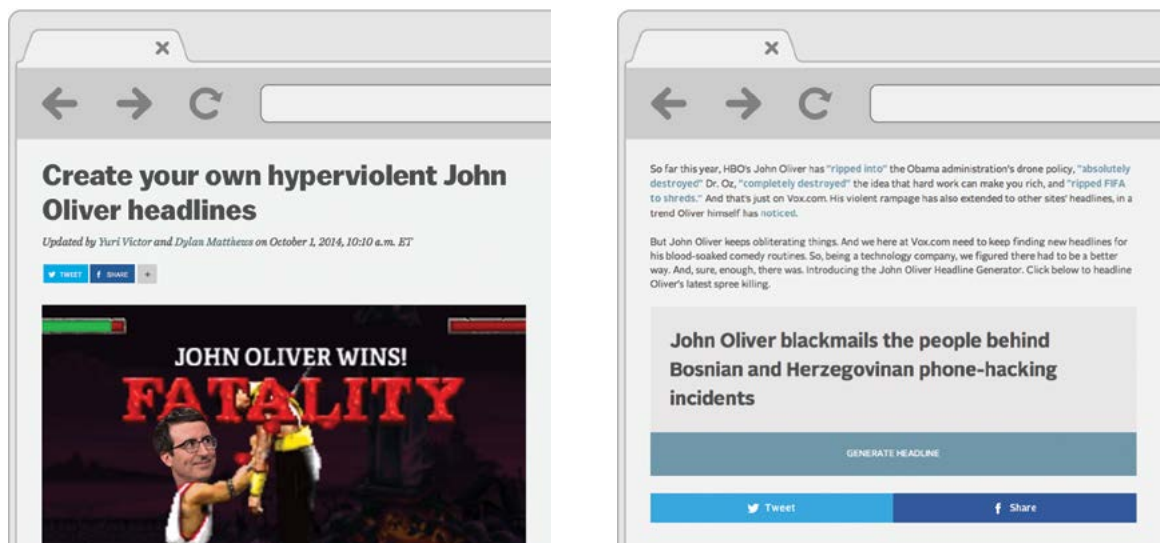 Create your own hyperviolent John
Oliver headlines
Updated by Yuri Victor and Dylan Matthews on October 1, 2014, 10:10 a.m. ET
TWEET
SHARE
+
JOHN OLIVER WINS!
FATALITY
So far this year, HBO's John Oliver has "ripped into" the Obama administration's drone policy, "absolutely
destroyed" Dr. Oz, "completely destroyed" the idea that hard work can make you rich, and "ripped FIFA
to shreds." And that's just on Vox.com. His violent rampage has also extended to other sites' headlines, in a
trend Oliver himself has noticed.
But John Oliver keeps obliterating things. And we here at Vox.com need to keep finding new headlines for
his blood-soaked comedy routines. So, being a technology company, we figured there had to be a better
way. And, sure, enough, there was. Introducing the John Oliver Headline Generator. Click below to headline
Oliver's latest spree killing.
John Oliver blackmails the people behind
Bosnian and Herzegovinan phone-hacking
incidents
GENERATE HEADLINE
Tweet
Share